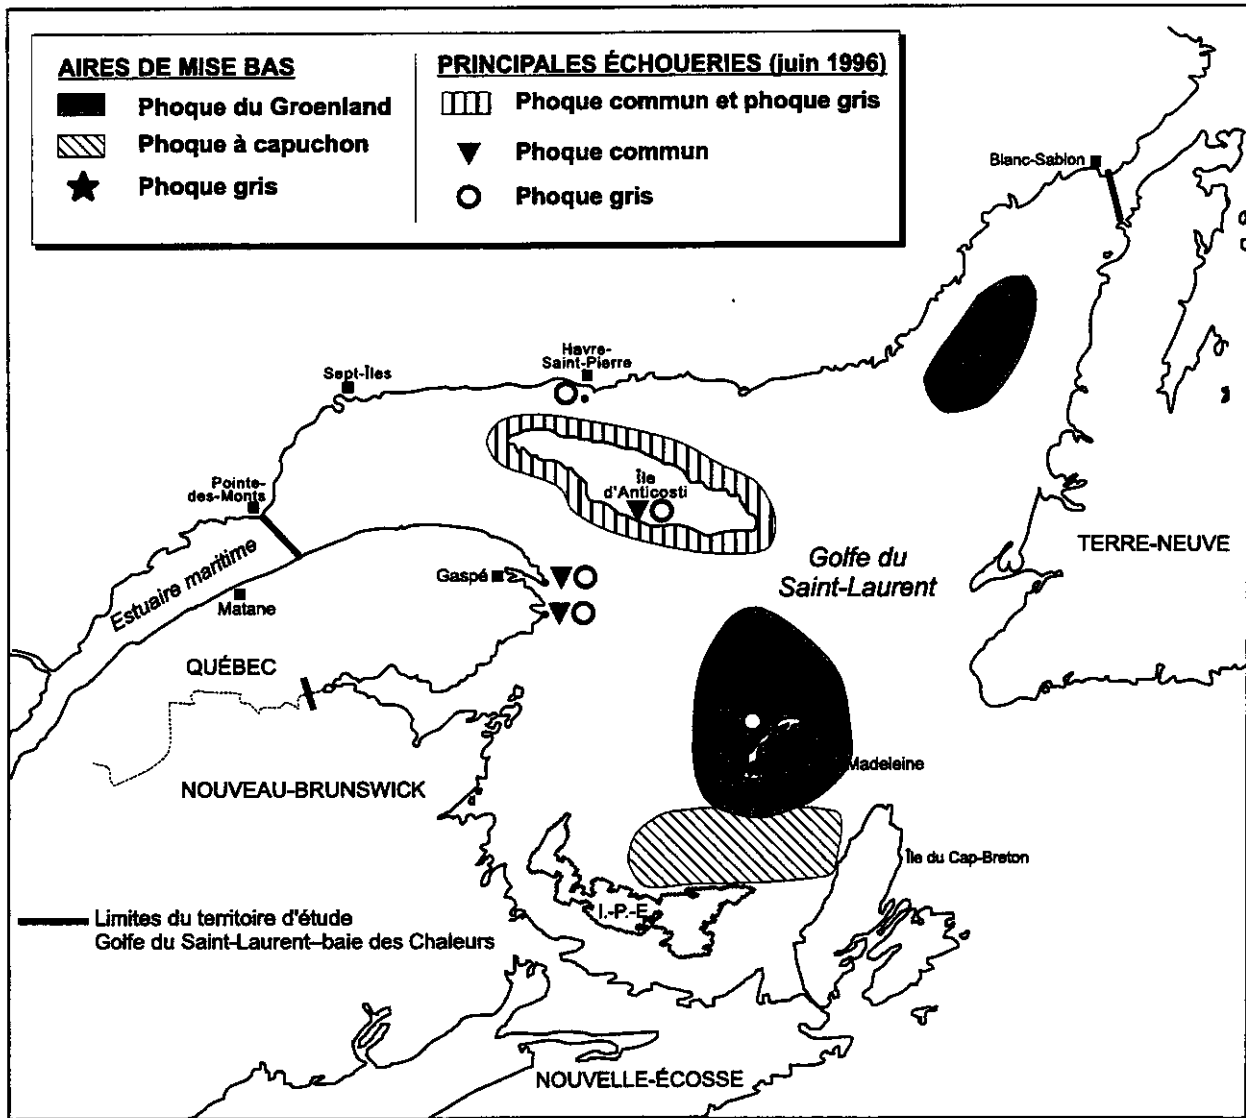 AIRES DE MISE BAS
Phoque du Groenland
Phoque à capuchon
Phoque gris
PRINCIPALES ÉCHOUERIES (juin 1996)
Phoque commun et phoque gris
Phoque commun
Phoque gris
Blanc-Sablon
Havre-
Saint-Pierre
Sept-Îles
Pointe-
des-Monts
Île
d'Anticosti
Estuaire maritime
Gaspé
Matane
Golfe du
Saint-Laurent
TERRE-NEUVE
QUÉBEC
NOUVEAU-BRUNSWICK
Madeleine
Île du Cap-Breton
I.-P.-E.
Limites du territoire d'étude
Golfe du Saint-Laurent–baie des Chaleurs
NOUVELLE-ÉCOSSE